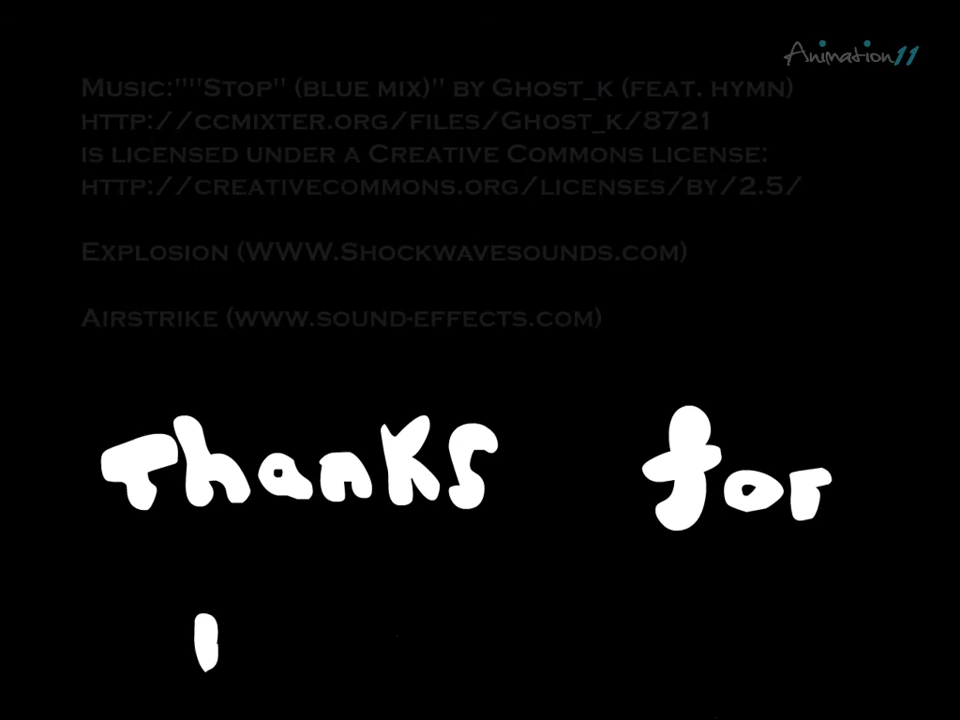 Animation11
Music:""Stop" (blue mix)" by Ghost_k (feat. hymn)
http://ccmixter.org/files/Ghost_k/8721
is licensed under a Creative Commons license:
http://creativecommons.org/licenses/by/2.5/
Explosion (WWW.Shockwavesounds.com)
Airstrike (www.sound-effects.com)
Thanks for